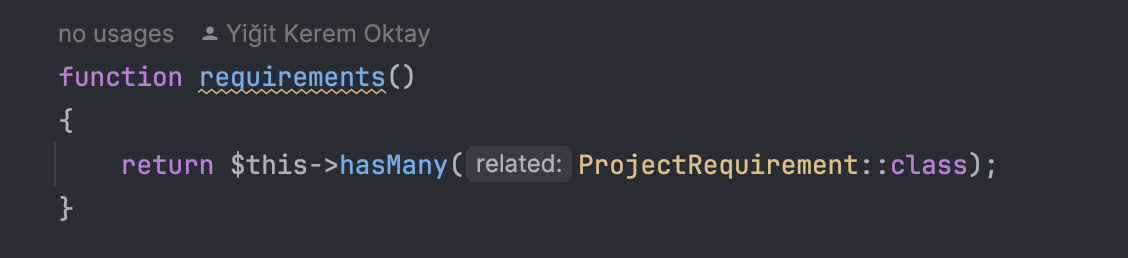 no usages Yiğit Kerem Oktay
function requirements()
{
    return $this->hasMany( related: ProjectRequirement::class);
}